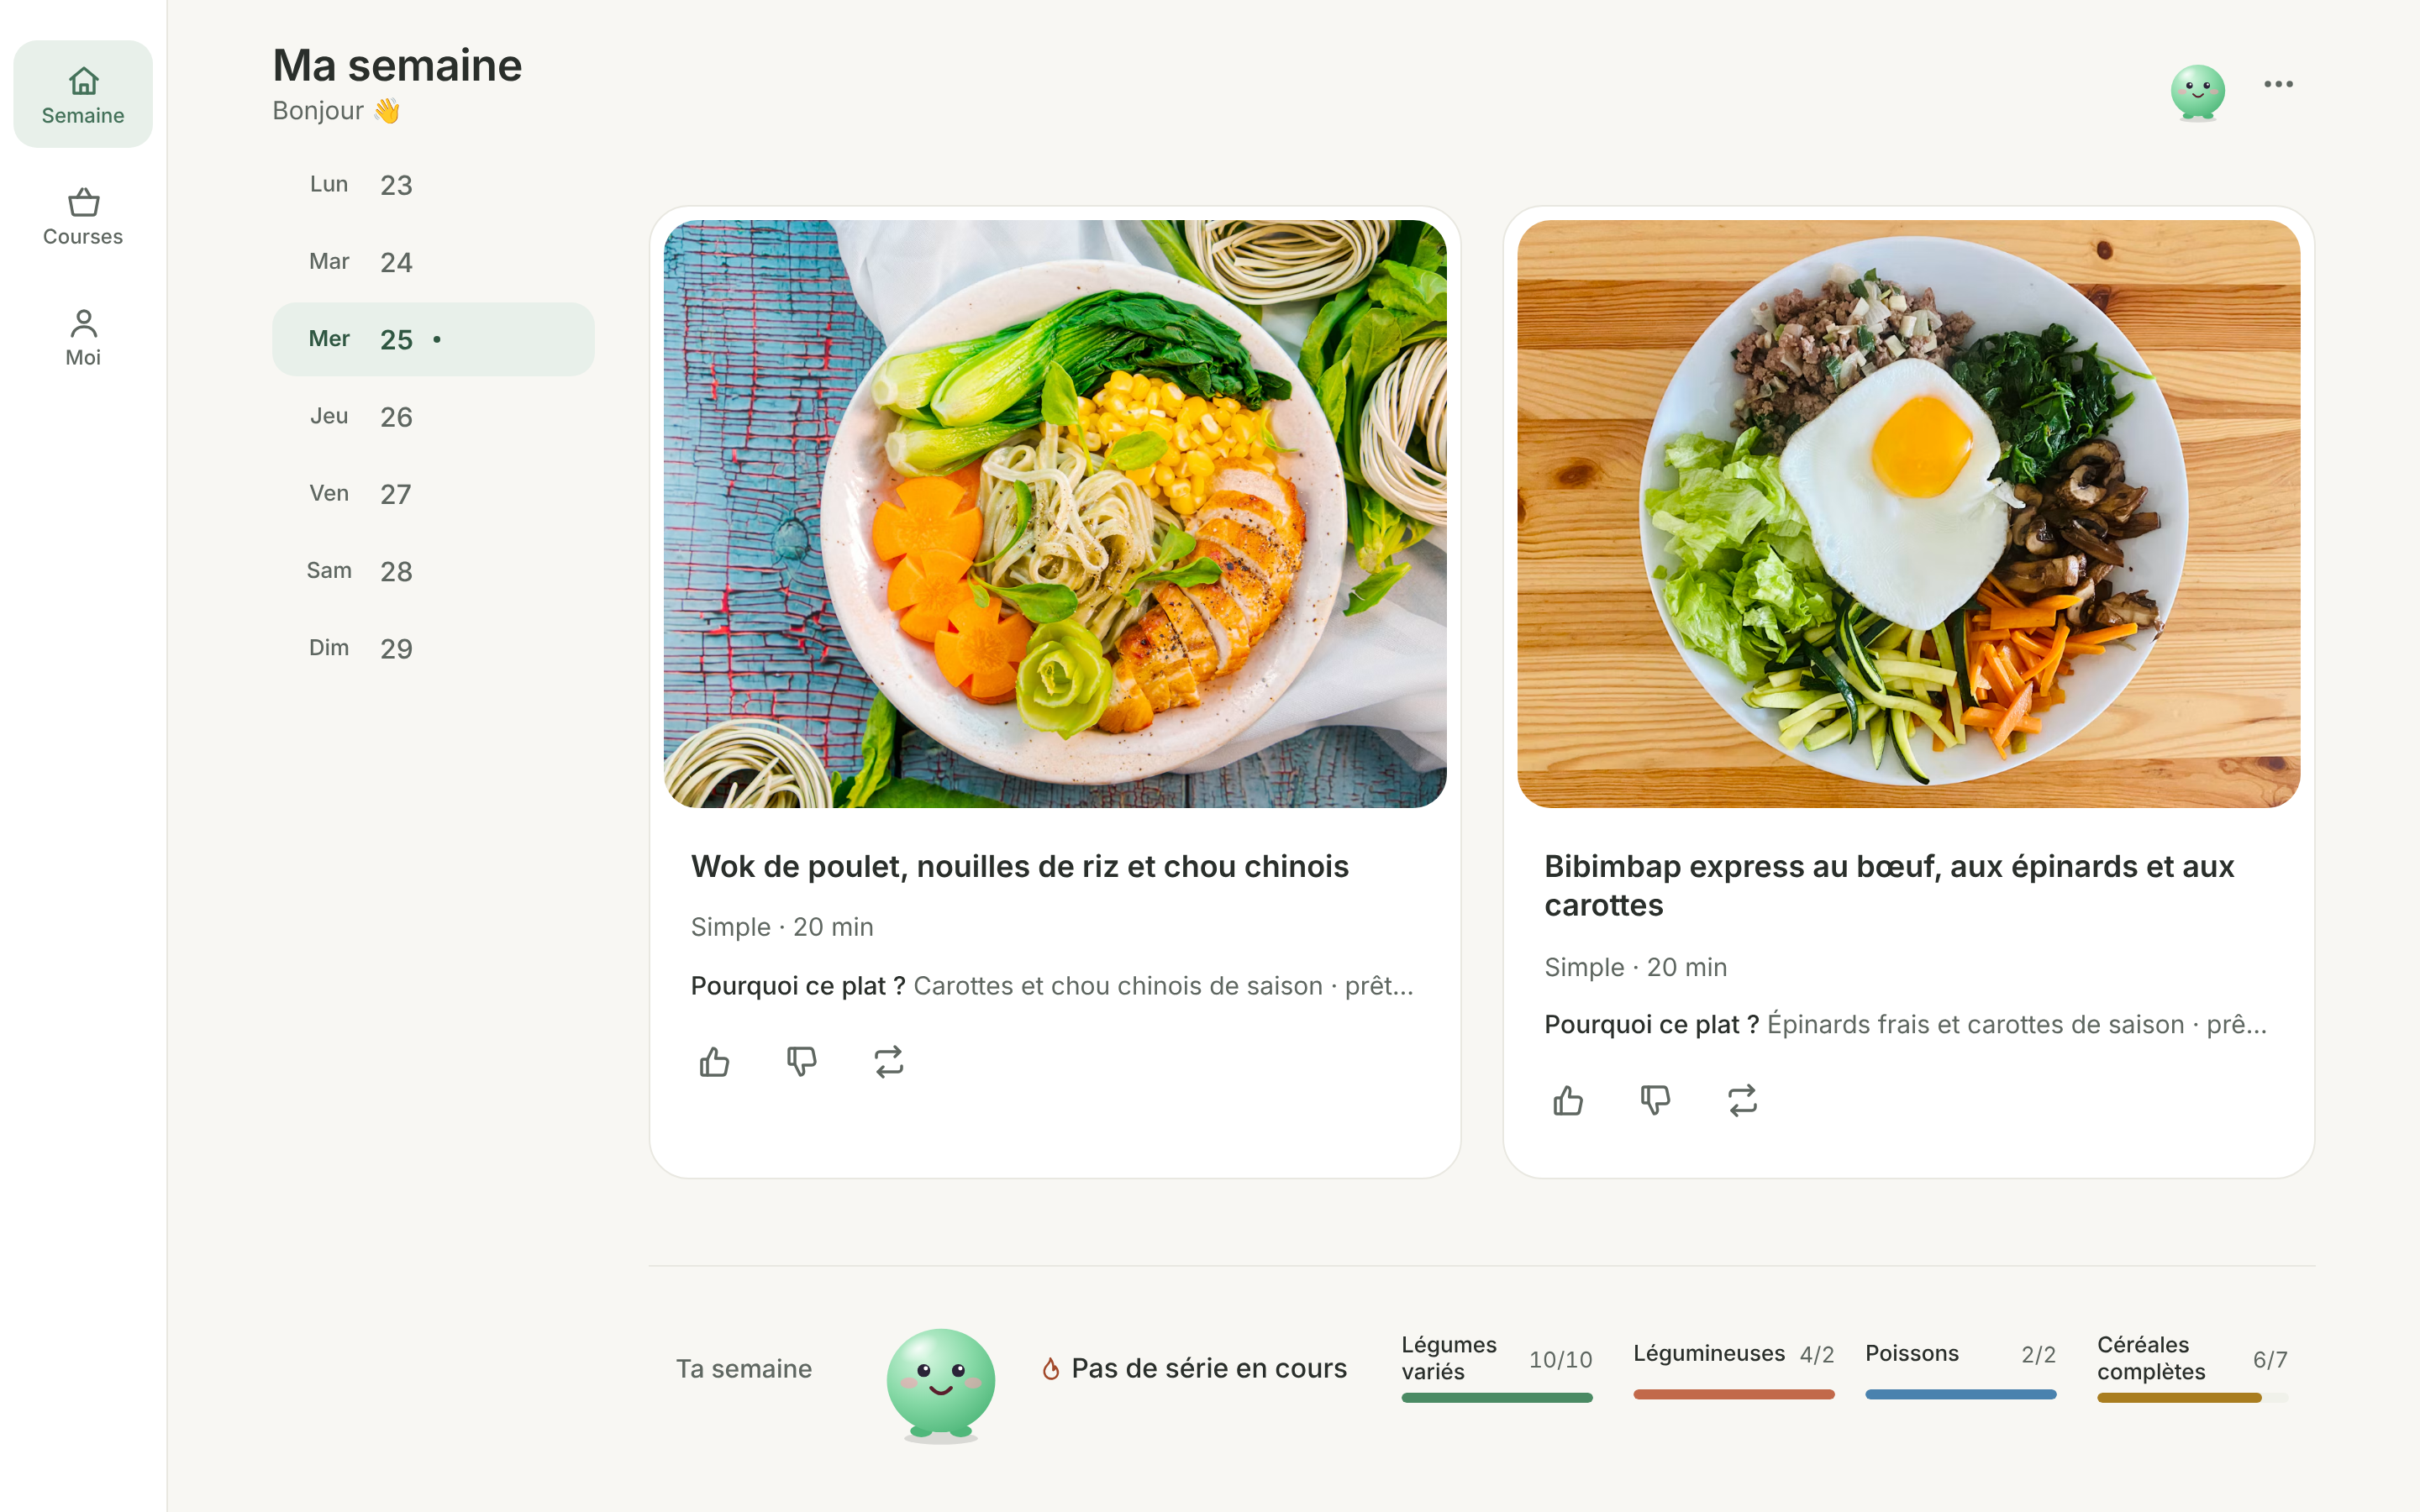 Semaine
Courses
Moi
Ma semaine
Bonjour 👋
Lun 23
Mar 24
Mer 25 •
Jeu 26
Ven 27
Sam 28
Dim 29
Wok de poulet, nouilles de riz et chou chinois
Simple · 20 min
Pourquoi ce plat ? Carottes et chou chinois de saison · prêt...
Bibimbap express au bœuf, aux épinards et aux
carottes
Simple · 20 min
Pourquoi ce plat ? Épinards frais et carottes de saison · prê...
Ta semaine
Pas de série en cours
Légumes
variés
10/10
Légumineuses 4/2
Poissons 2/2
Céréales
complètes
6/7